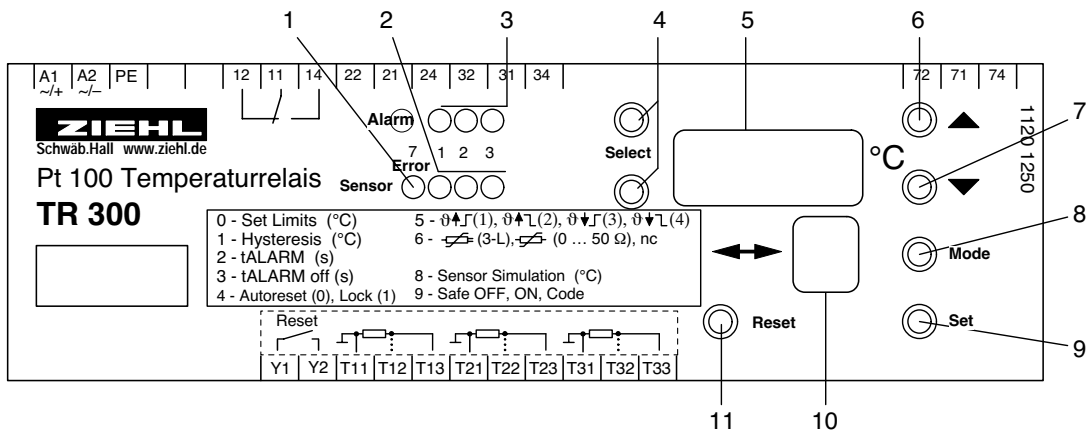 1 2 3 4 5 6
A1 A2 PE 12 11 14 22 21 24 32 31 34 72 71 74
~/+ ~/–
ZIEHL
Schwäb.Hall www.ziehl.de
Alarm
7 1 2 3
Error
Sensor
Select
°C
1120 1250
7
Pt 100 Temperaturrelais
TR 300
0 - Set Limits (°C) 5 - ϑ↑⎍(1), ϑ↑⎍(2), ϑ↓⎍(3), ϑ↓⎍(4)
1 - Hysteresis (°C) 6 - (3-L), (0 … 50 Ω), nc
2 - tALARM (s)
3 - tALARM off (s) 8 - Sensor Simulation (°C)
4 - Autoreset (0), Lock (1) 9 - Safe OFF, ON, Code
8
Mode
Reset
Set
Reset
9
Y1 Y2 T11 T12 T13 T21 T22 T23 T31 T32 T33
11 10